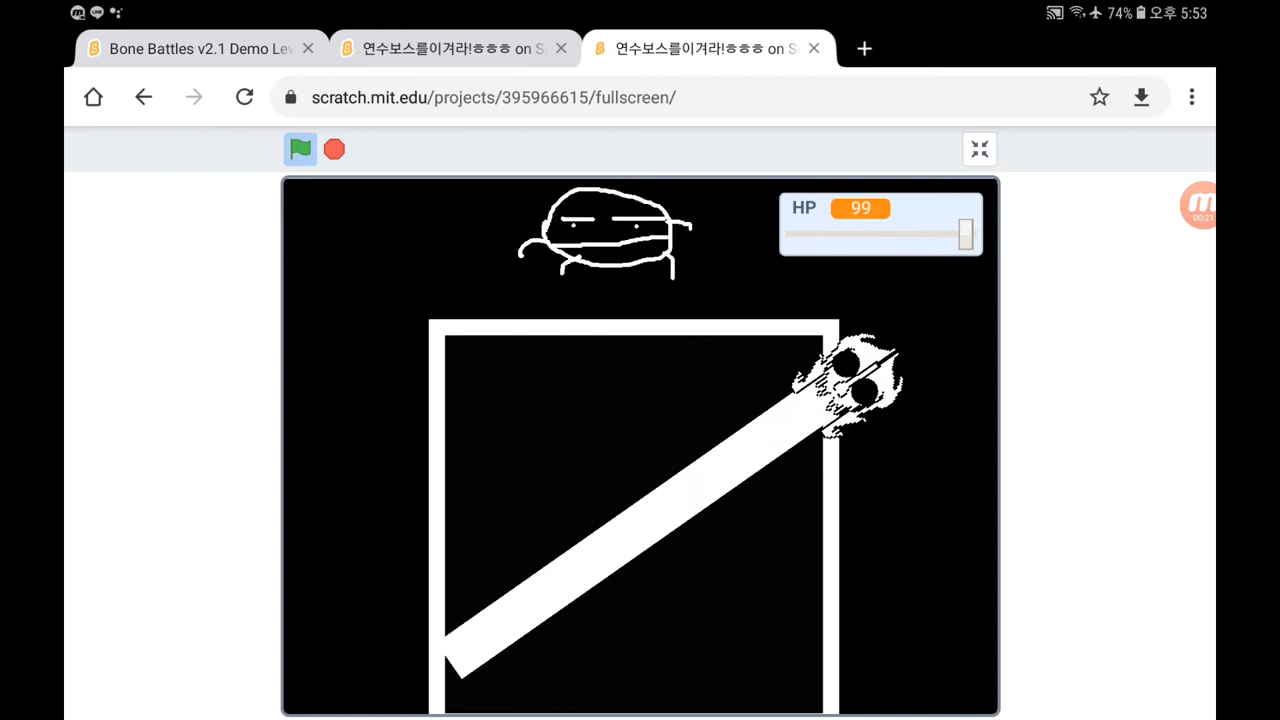 74% 오후 5:53
Bone Battles v2.1 Demo Lev
연수보스를이겨라!ㅎㅎㅎ on S
연수보스를이겨라!ㅎㅎㅎ on S
scratch.mit.edu/projects/395966615/fullscreen/
HP 99
00:21